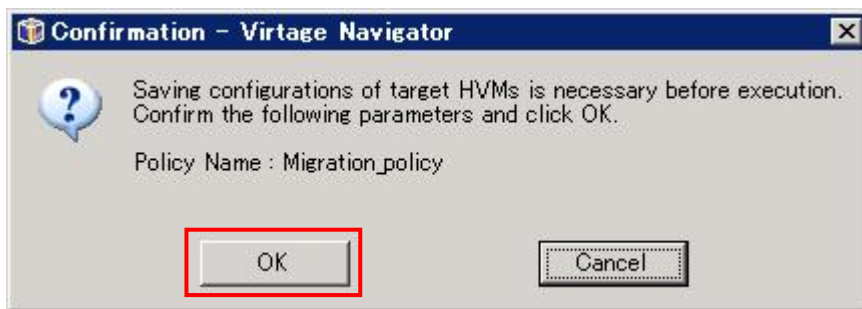 Confirmation - Virtage Navigator
Saving configurations of target HVMs is necessary before execution.
Confirm the following parameters and click OK.
Policy Name : Migration_policy
OK
Cancel